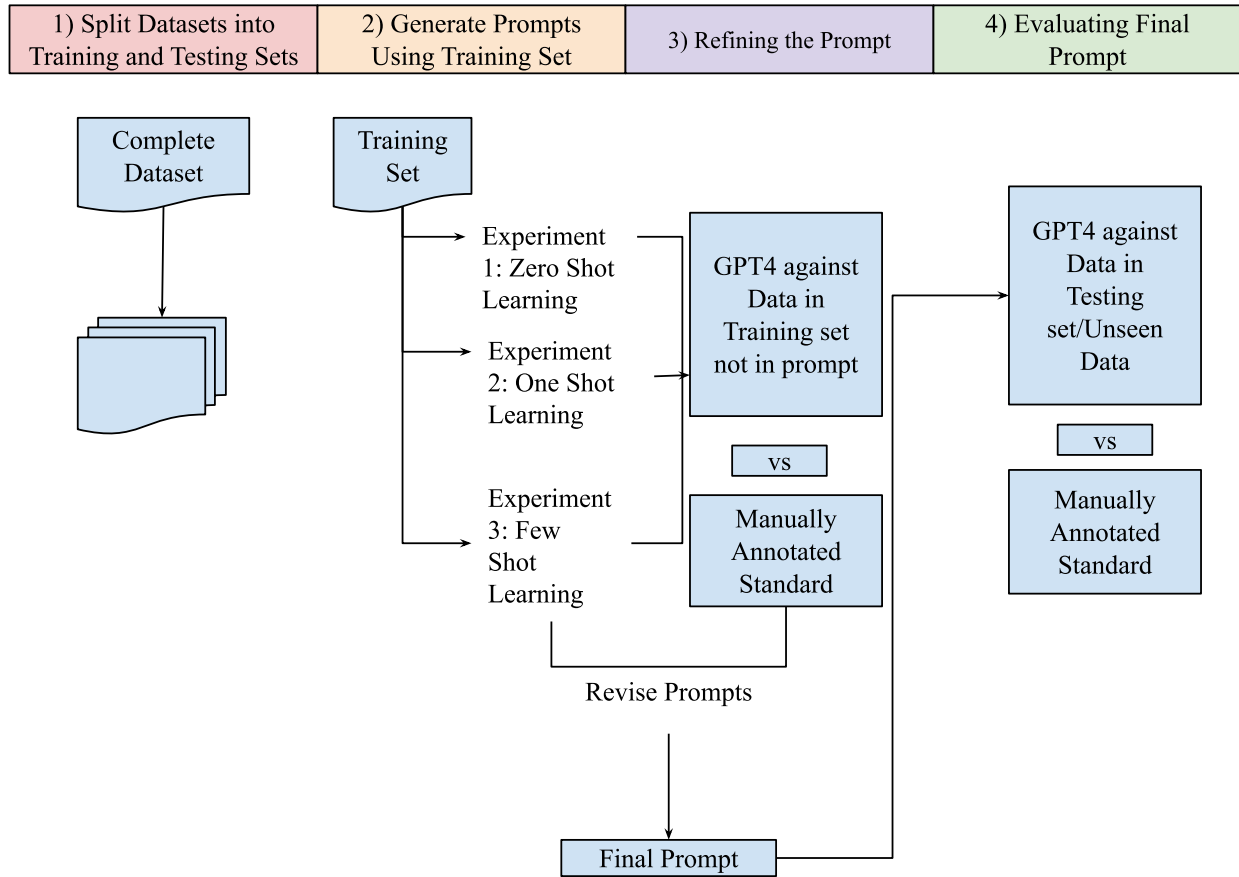 1) Split Datasets into
Training and Testing Sets
2) Generate Prompts
Using Training Set
3) Refining the Prompt
4) Evaluating Final
Prompt
Complete
Dataset
Training
Set
Experiment
1: Zero Shot
Learning
Experiment
2: One Shot
Learning
Experiment
3: Few
Shot
Learning
GPT4 against
Data in
Training set
not in prompt
vs
Manually
Annotated
Standard
Revise Prompts
Final Prompt
GPT4 against
Data in
Testing
set/Unseen
Data
vs
Manually
Annotated
Standard